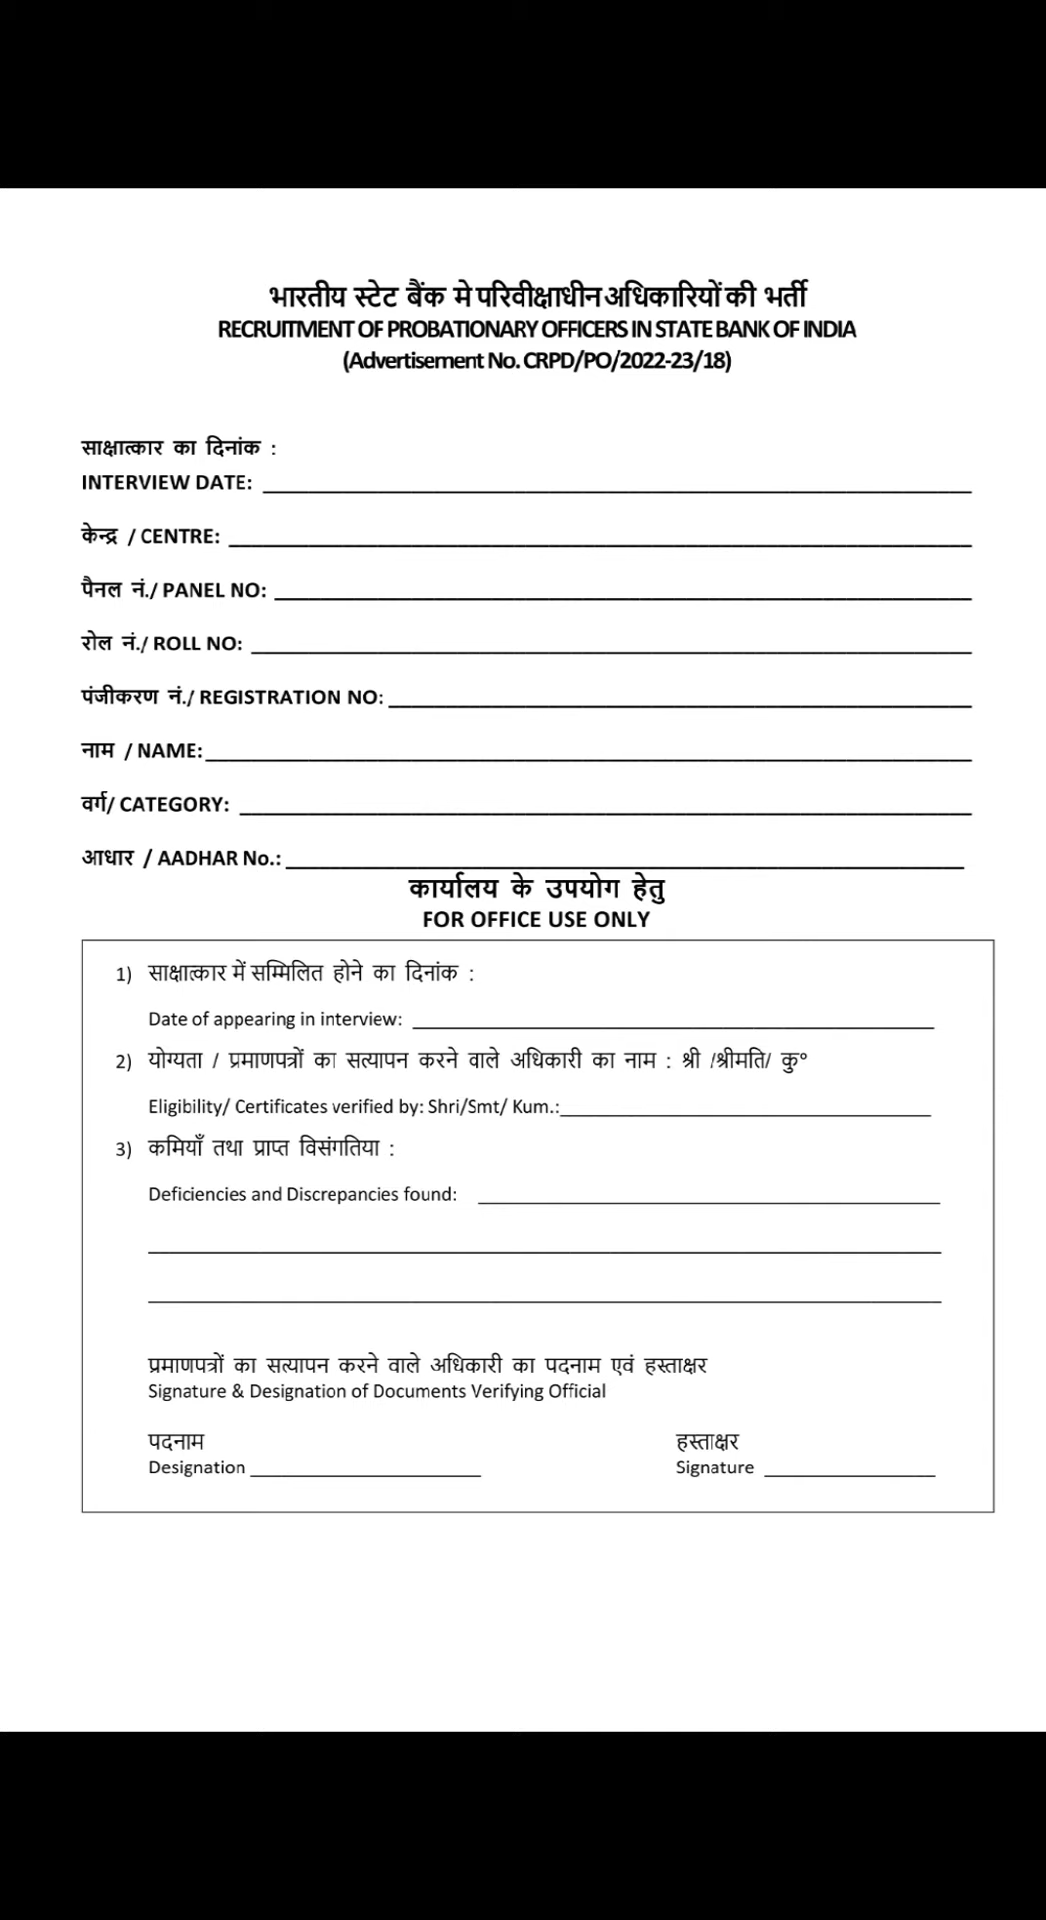 भारतीय स्टेट बैंक मे परिवीक्षाधीन अधिकारियों की भर्ती
RECRUITMENT OF PROBATIONARY OFFICERS IN STATE BANK OF INDIA
(Advertisement No. CRPD/PO/2022-23/18)
साक्षात्कार का दिनांक :
INTERVIEW DATE:
केन्द्र / CENTRE:
पैनल नं./ PANEL NO:
रोल नं./ ROLL NO:
पंजीकरण नं./ REGISTRATION NO:
नाम / NAME:
वर्ग/ CATEGORY:
आधार / AADHAR No.:
कार्यालय के उपयोग हेतु
FOR OFFICE USE ONLY
1) साक्षात्कार में सम्मिलित होने का दिनांक :
Date of appearing in interview:
2) योग्यता / प्रमाणपत्रों का सत्यापन करने वाले अधिकारी का नाम : श्री /श्रीमति/ कु°
Eligibility/ Certificates verified by: Shri/Smt/ Kum.:
3) कमियाँ तथा प्राप्त विसंगतिया :
Deficiencies and Discrepancies found:
प्रमाणपत्रों का सत्यापन करने वाले अधिकारी का पदनाम एवं हस्ताक्षर
Signature & Designation of Documents Verifying Official
पदनाम हस्ताक्षर
Designation Signature